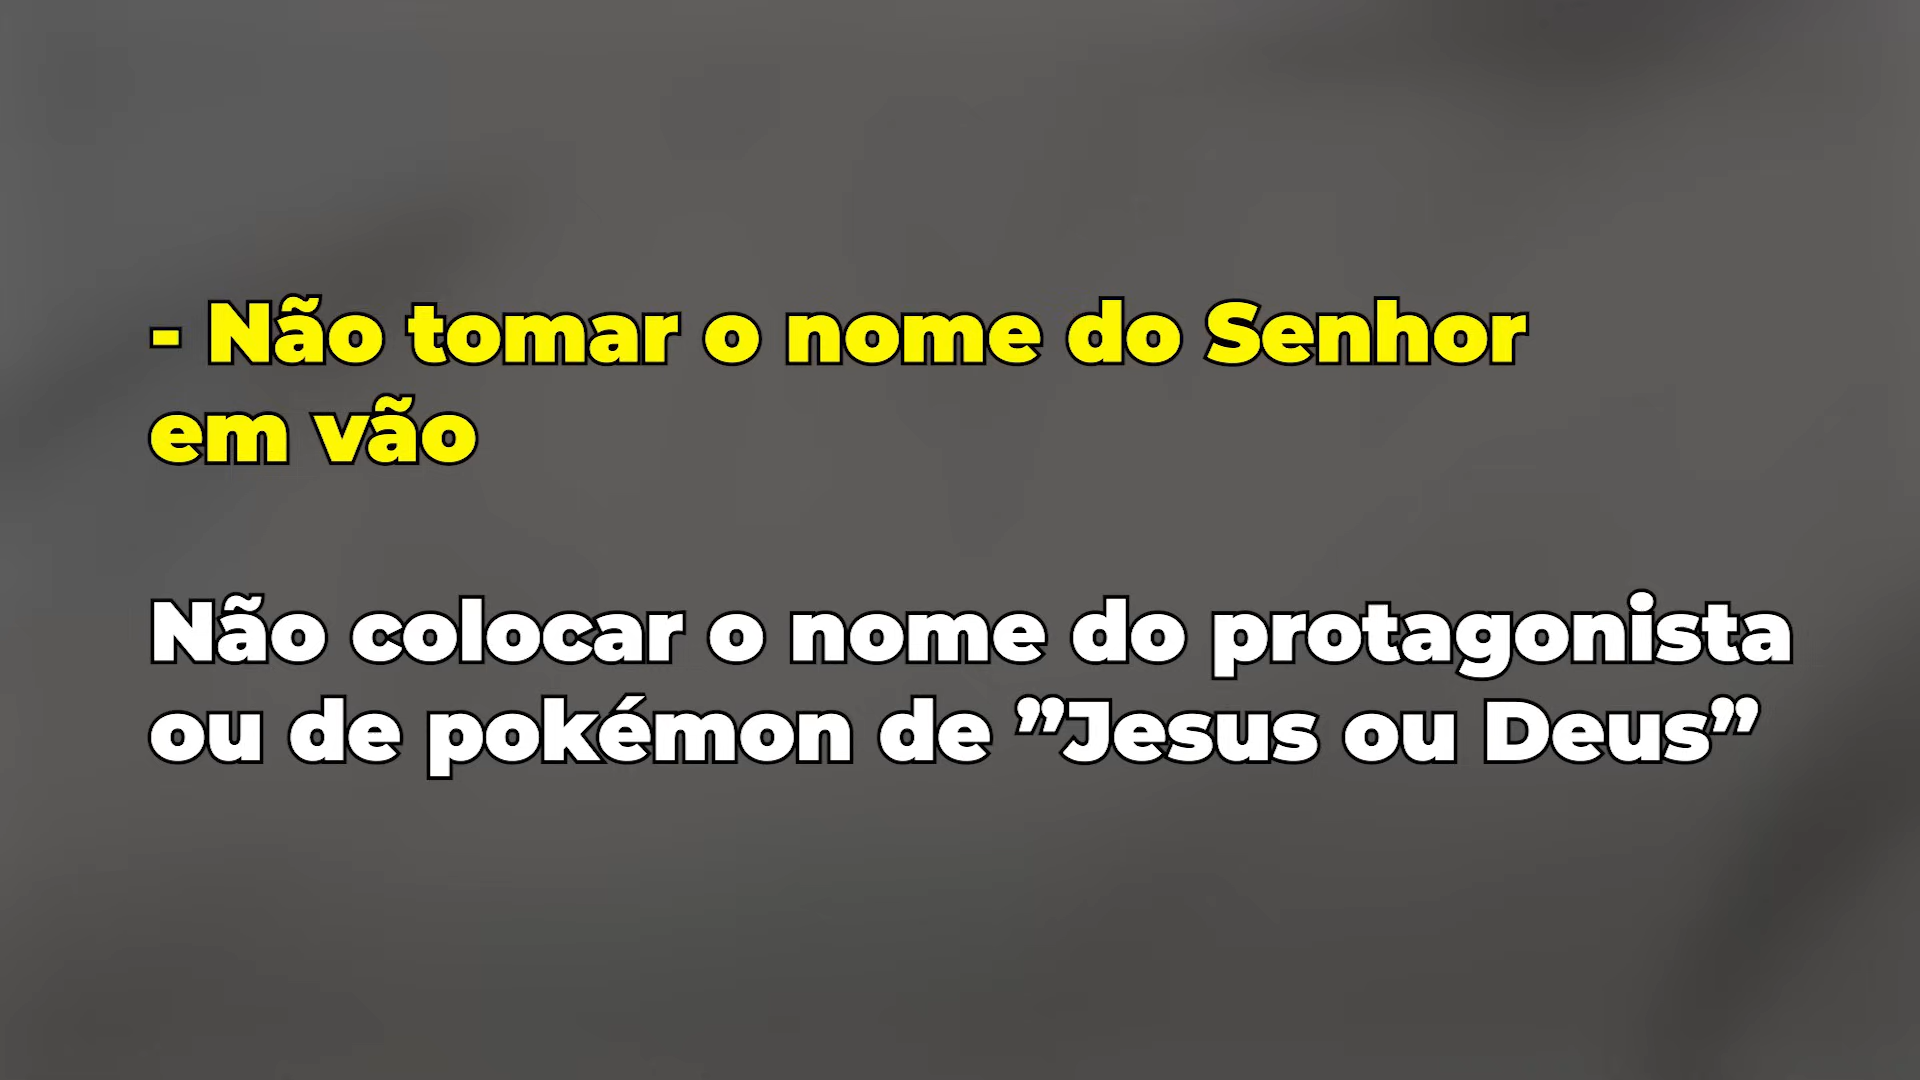 - Não tomar o nome do Senhor
em vão
Não colocar o nome do protagonista
ou de pokémon de ”Jesus ou Deus”